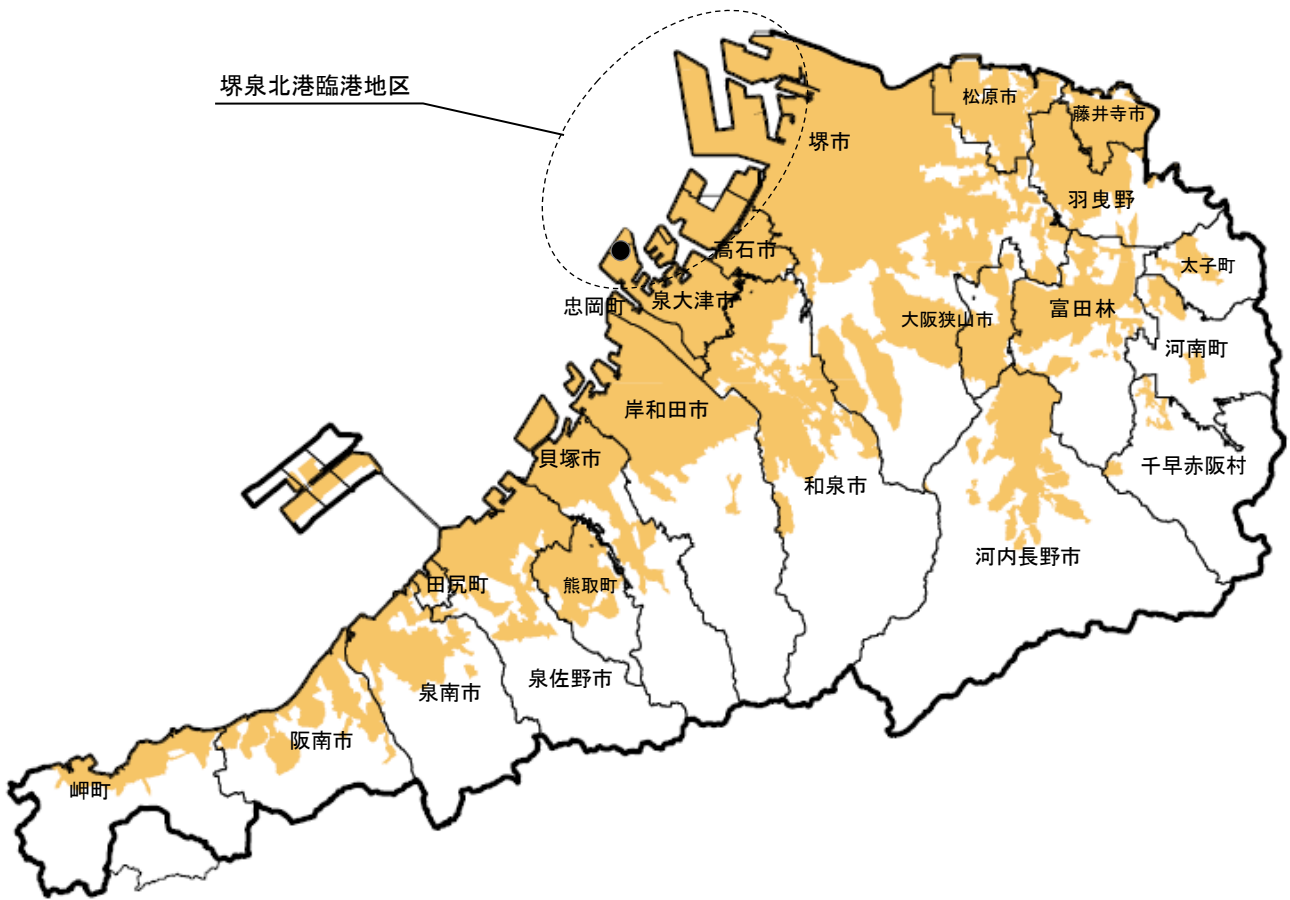 堺泉北港臨港地区
松原市
藤井寺市
堺市
羽曳野
高石市
太子町
泉大津市
忠岡町
大阪狭山市
富田林
河南町
岸和田市
貝塚市
千早赤阪村
和泉市
河内長野市
田尻町
熊取町
泉佐野市
泉南市
阪南市
岬町